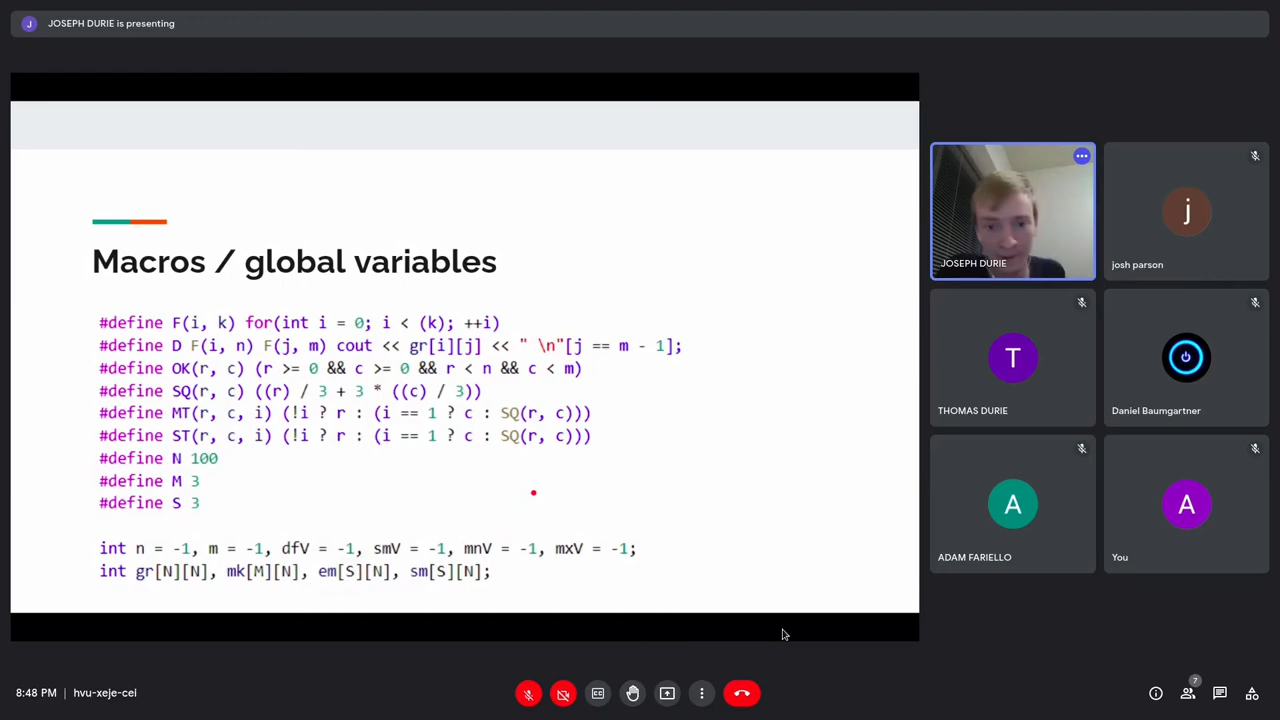 J
JOSEPH DURIE is presenting
Macros / global variables
#define F(i, k) for(int i = 0; i < (k); ++i)
#define D F(i, n) F(j, m) cout << gr[i][j] << " \n"[j == m - 1];
#define OK(r, c) (r >= 0 && c >= 0 && r < n && c < m)
#define SQ(r, c) ((r) / 3 + 3 * ((c) / 3))
#define MT(r, c, i) (!i ? r : (i == 1 ? c : SQ(r, c)))
#define ST(r, c, i) (!i ? r : (i == 1 ? c : SQ(r, c)))
#define N 100
#define M 3
#define S 3
int n = -1, m = -1, dfV = -1, smV = -1, mnV = -1, mxV = -1;
int gr[N][N], mk[M][N], em[S][N], sm[S][N];
JOSEPH DURIE
j
josh parson
T
THOMAS DURIE
Daniel Baumgartner
A
ADAM FARIELLO
A
You
8:48 PM | hvu-xeje-cei
CC
7